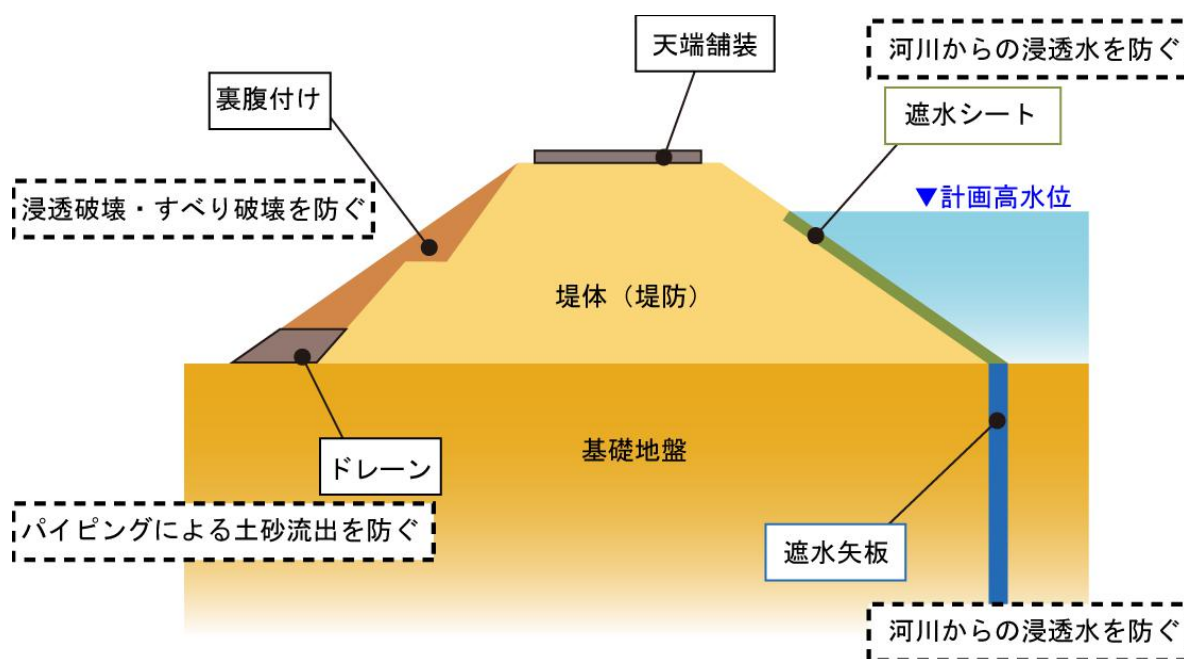 天端舗装
河川からの浸透水を防ぐ
裏腹付け
遮水シート
浸透破壊・すべり破壊を防ぐ
▼計画高水位
堤体（堤防）
基礎地盤
ドレーン
パイピングによる土砂流出を防ぐ
遮水矢板
河川からの浸透水を防ぐ